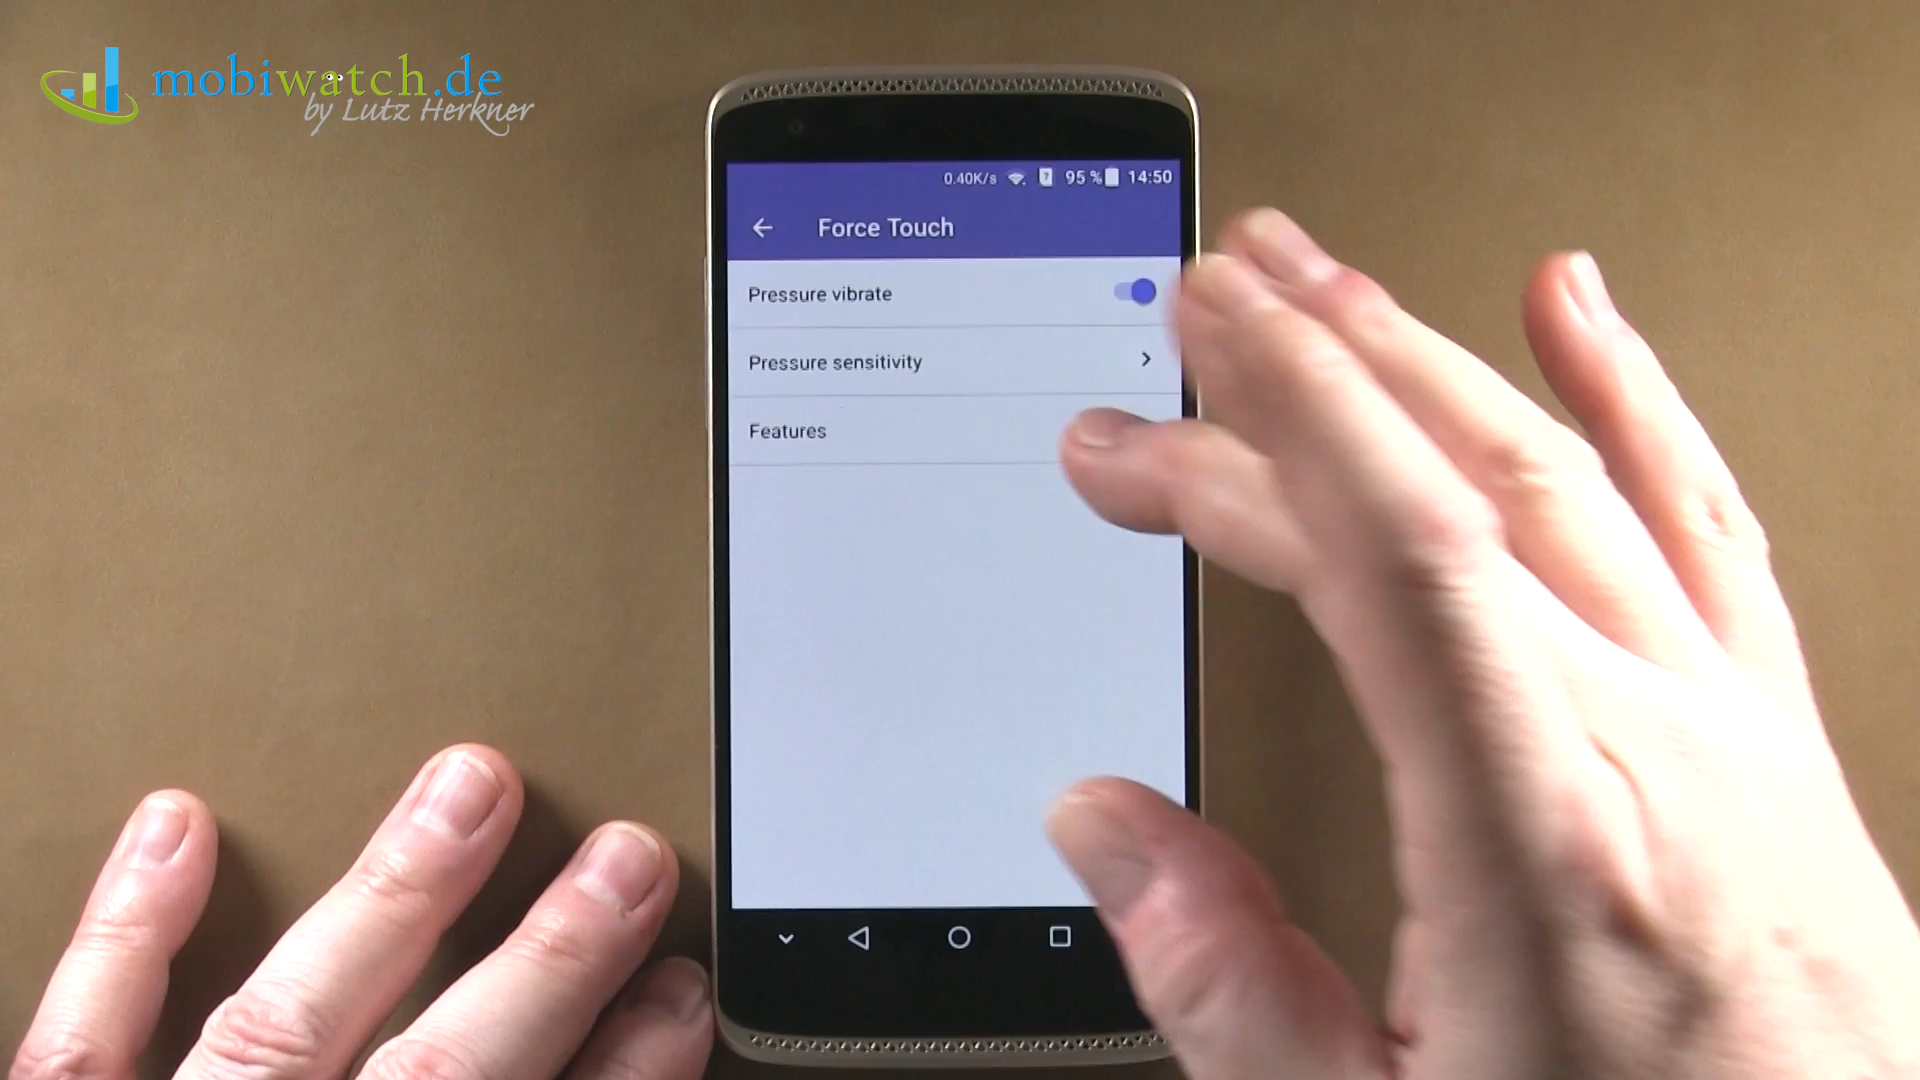 mobiwatch.de
by Lutz Herkner
0.40K/s 95 % 14:50
Force Touch
Pressure vibrate
Pressure sensitivity
Features